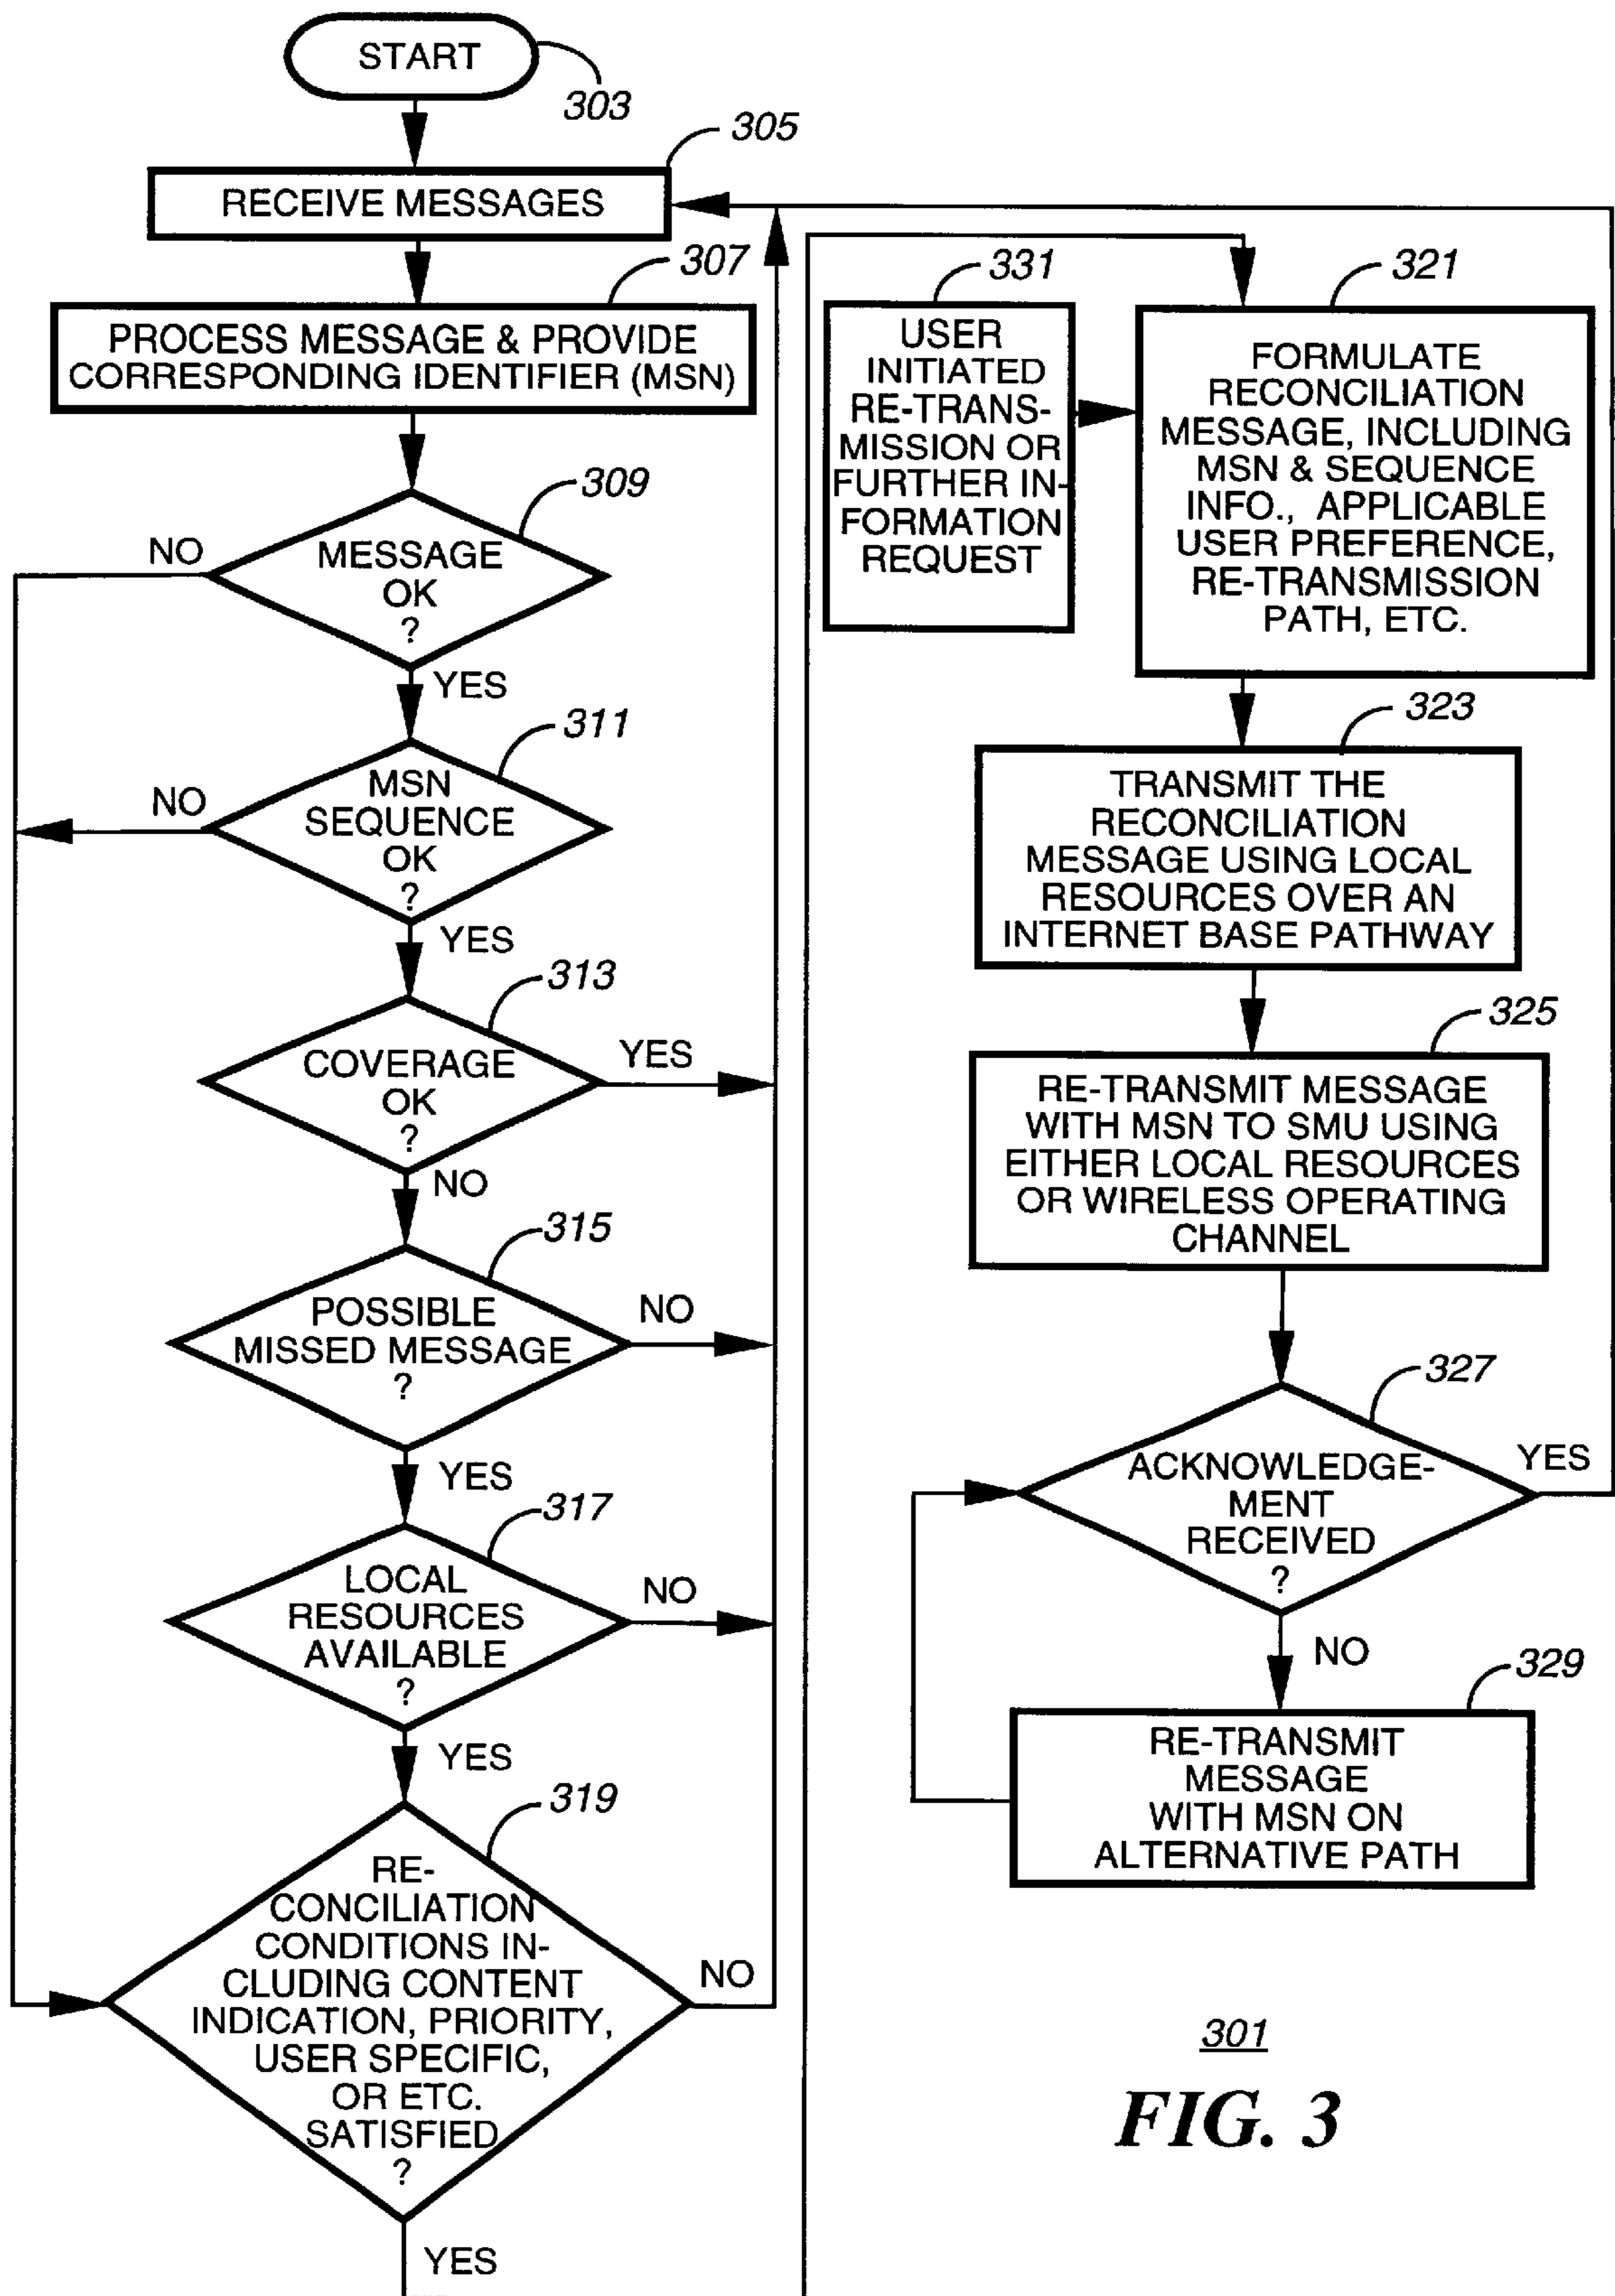 START
303
305
RECEIVE MESSAGES
307
PROCESS MESSAGE & PROVIDE
CORRESPONDING IDENTIFIER (MSN)
309
NO
MESSAGE
OK
?
YES
311
NO
MSN
SEQUENCE
OK
?
YES
313
COVERAGE
OK
?
YES
NO
315
POSSIBLE
MISSED MESSAGE
?
NO
YES
317
LOCAL
RESOURCES
AVAILABLE
?
NO
YES
319
RE-
CONCILIATION
CONDITIONS IN-
CLUDING CONTENT
INDICATION, PRIORITY,
USER SPECIFIC,
OR ETC.
SATISFIED
?
NO
YES
331
USER
INITIATED
RE-TRANS-
MISSION OR
FURTHER IN-
FORMATION
REQUEST
321
FORMULATE
RECONCILIATION
MESSAGE, INCLUDING
MSN & SEQUENCE
INFO., APPLICABLE
USER PREFERENCE,
RE-TRANSMISSION
PATH, ETC.
323
TRANSMIT THE
RECONCILIATION
MESSAGE USING LOCAL
RESOURCES OVER AN
INTERNET BASE PATHWAY
325
RE-TRANSMIT MESSAGE
WITH MSN TO SMU USING
EITHER LOCAL RESOURCES
OR WIRELESS OPERATING
CHANNEL
327
ACKNOWLEDGE-
MENT
RECEIVED
?
YES
NO
329
RE-TRANSMIT
MESSAGE
WITH MSN ON
ALTERNATIVE PATH
301
FIG. 3